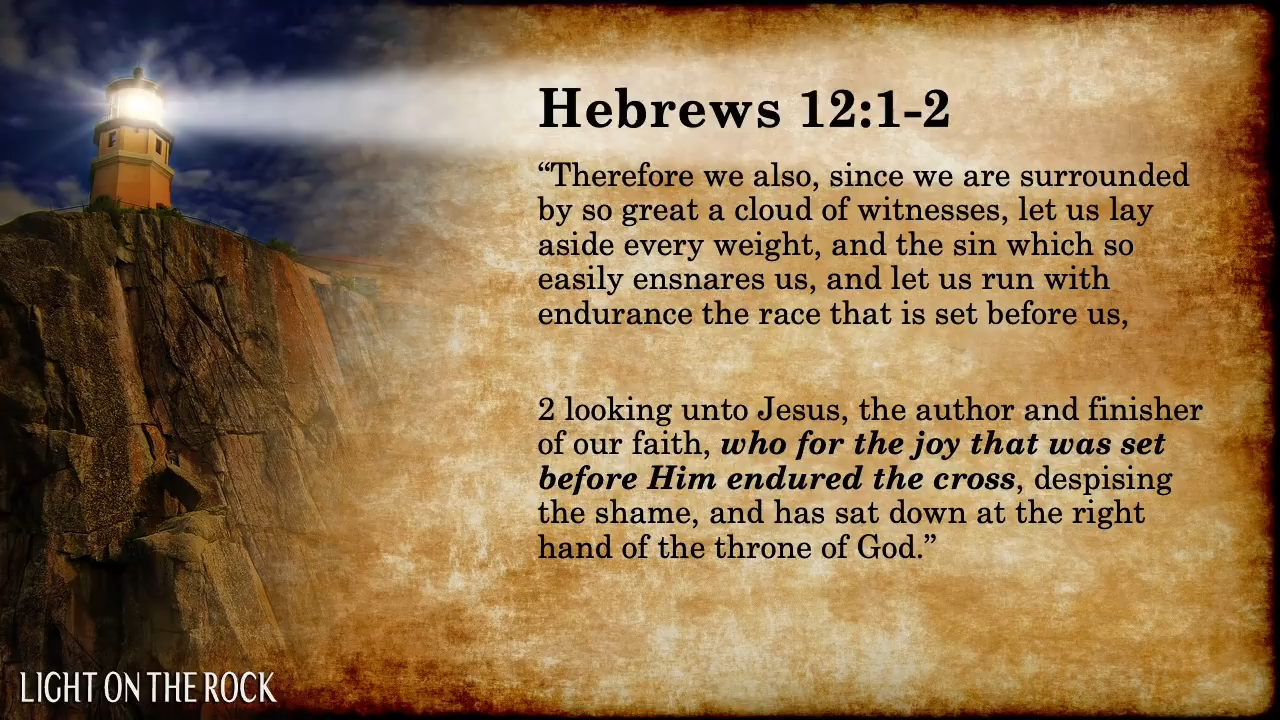 Hebrews 12:1-2
“Therefore we also, since we are surrounded
by so great a cloud of witnesses, let us lay
aside every weight, and the sin which so
easily ensnares us, and let us run with
endurance the race that is set before us,
2 looking unto Jesus, the author and finisher
of our faith, who for the joy that was set
before Him endured the cross, despising
the shame, and has sat down at the right
hand of the throne of God.”
LIGHT ON THE ROCK